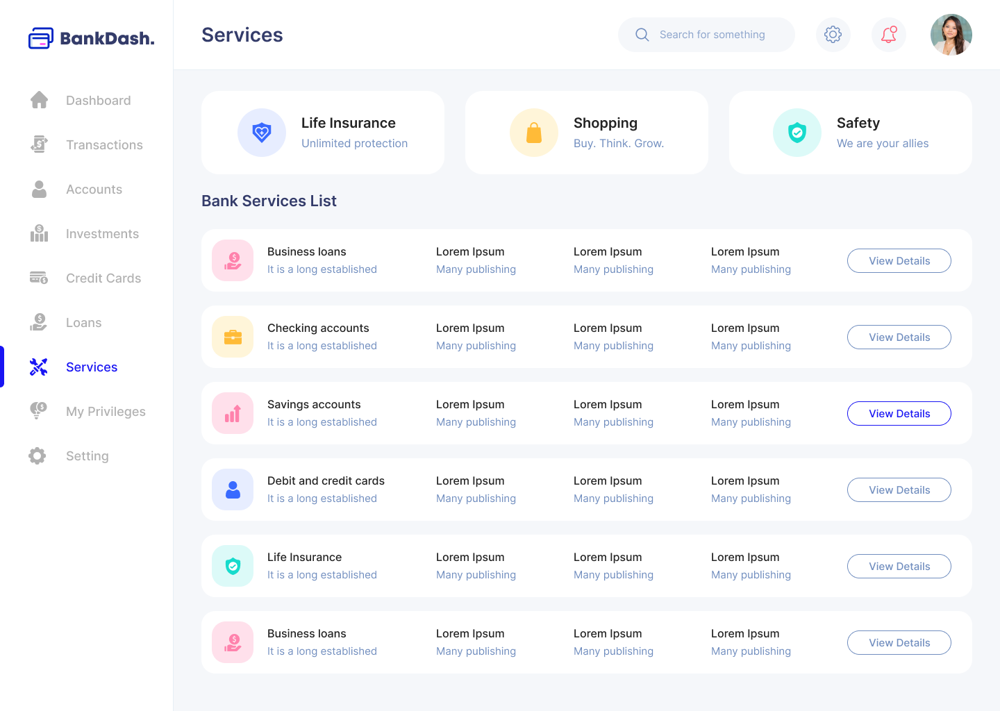 BankDash.
Services
Search for something
Dashboard
Transactions
Accounts
Investments
Credit Cards
Loans
Services
My Privileges
Setting
Life Insurance
Unlimited protection
Shopping
Buy. Think. Grow.
Safety
We are your allies
Bank Services List
Business loans
It is a long established
Lorem Ipsum
Many publishing
Lorem Ipsum
Many publishing
Lorem Ipsum
Many publishing
View Details
Checking accounts
It is a long established
Lorem Ipsum
Many publishing
Lorem Ipsum
Many publishing
Lorem Ipsum
Many publishing
View Details
Savings accounts
It is a long established
Lorem Ipsum
Many publishing
Lorem Ipsum
Many publishing
Lorem Ipsum
Many publishing
View Details
Debit and credit cards
It is a long established
Lorem Ipsum
Many publishing
Lorem Ipsum
Many publishing
Lorem Ipsum
Many publishing
View Details
Life Insurance
It is a long established
Lorem Ipsum
Many publishing
Lorem Ipsum
Many publishing
Lorem Ipsum
Many publishing
View Details
Business loans
It is a long established
Lorem Ipsum
Many publishing
Lorem Ipsum
Many publishing
Lorem Ipsum
Many publishing
View Details